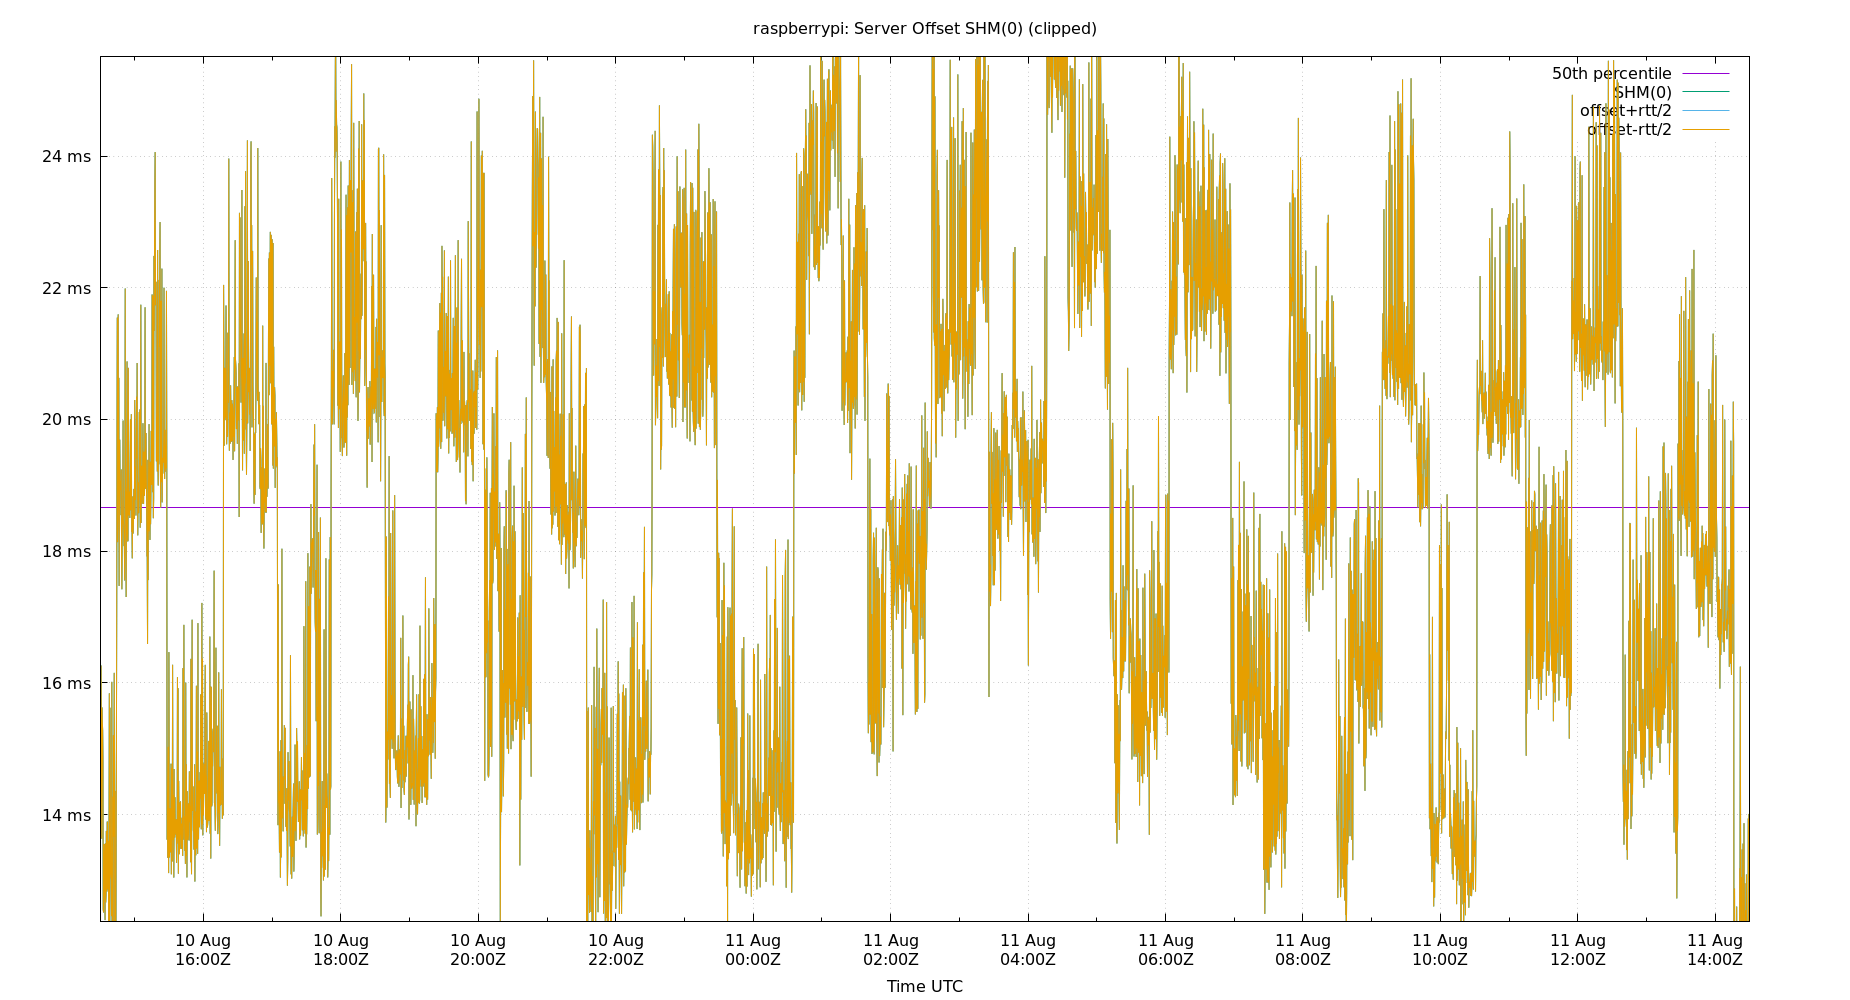 raspberrypi: Server Offset SHM(0) (clipped)
50th percentile
SHM(0)
offset+rtt/2
offset-rtt/2
24 ms
22 ms
20 ms
18 ms
16 ms
14 ms
10 Aug 10 Aug 10 Aug 10 Aug 11 Aug 11 Aug 11 Aug 11 Aug 11 Aug 11 Aug 11 Aug 11 Aug
16:00Z 18:00Z 20:00Z 22:00Z 00:00Z 02:00Z 04:00Z 06:00Z 08:00Z 10:00Z 12:00Z 14:00Z
Time UTC